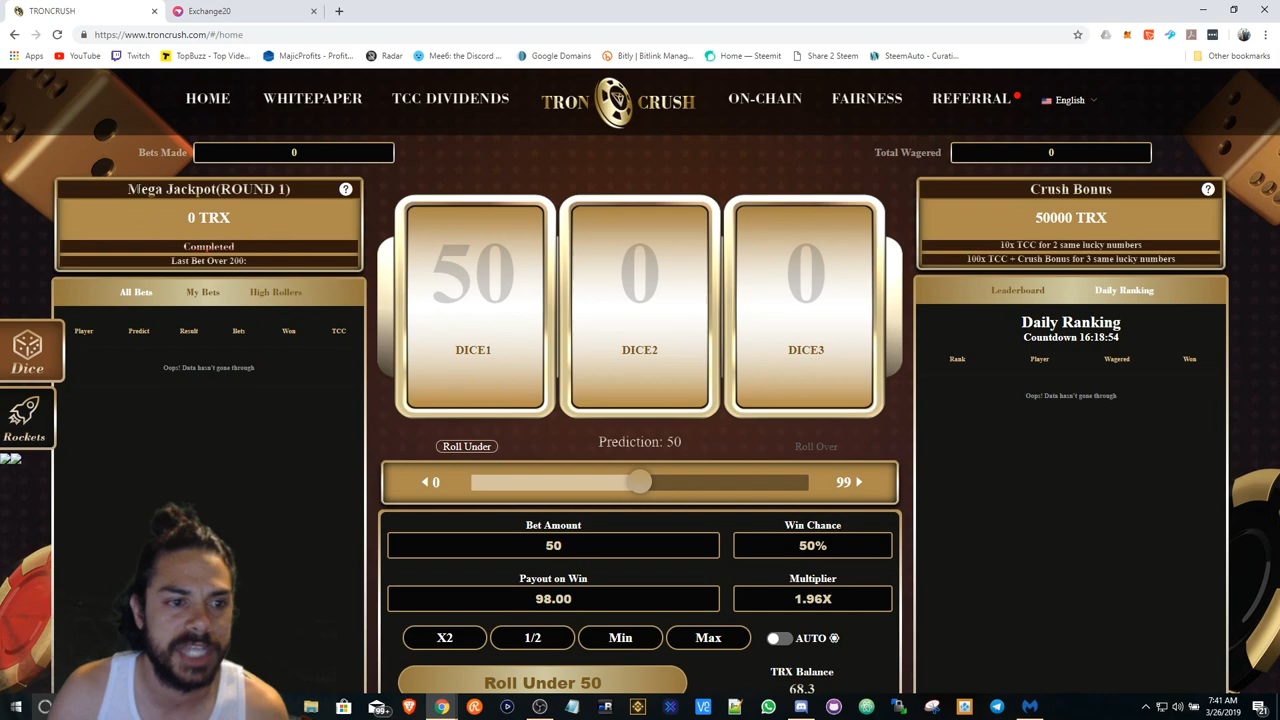 TRONCRUSH
Exchange20
https://www.troncrush.com/#/home
Apps YouTube Twitch TopBuzz - Top Vide... MajicProfits - Profit... Radar Mee6: the Discord ... Google Domains Bitly | Bitlink Manag... Home — Steemit Share 2 Steem SteemAuto - Curati... Other bookmarks
HOME WHITEPAPER TCC DIVIDENDS TRON CRUSH ON-CHAIN FAIRNESS REFERRAL English
Bets Made 0
Total Wagered 0
Mega Jackpot(ROUND 1) ?
0 TRX
Completed
Last Bet Over 200:
All Bets My Bets High Rollers
Player Predict Result Bets Won TCC
Oops! Data hasn't gone through
Dice
Rockets
50 0 0
DICE1 DICE2 DICE3
Roll Under Prediction: 50 Roll Over
0 99
Bet Amount Win Chance
50 50%
Payout on Win Multiplier
98.00 1.96X
X2 1/2 Min Max AUTO
Roll Under 50
TRX Balance
68.3
Crush Bonus ?
50000 TRX
10x TCC for 2 same lucky numbers
100x TCC + Crush Bonus for 3 same lucky numbers
Leaderboard Daily Ranking
Daily Ranking
Countdown 16:18:54
Rank Player Wagered Won
Oops! Data hasn't gone through
99+
7:41 AM
3/26/2019
21